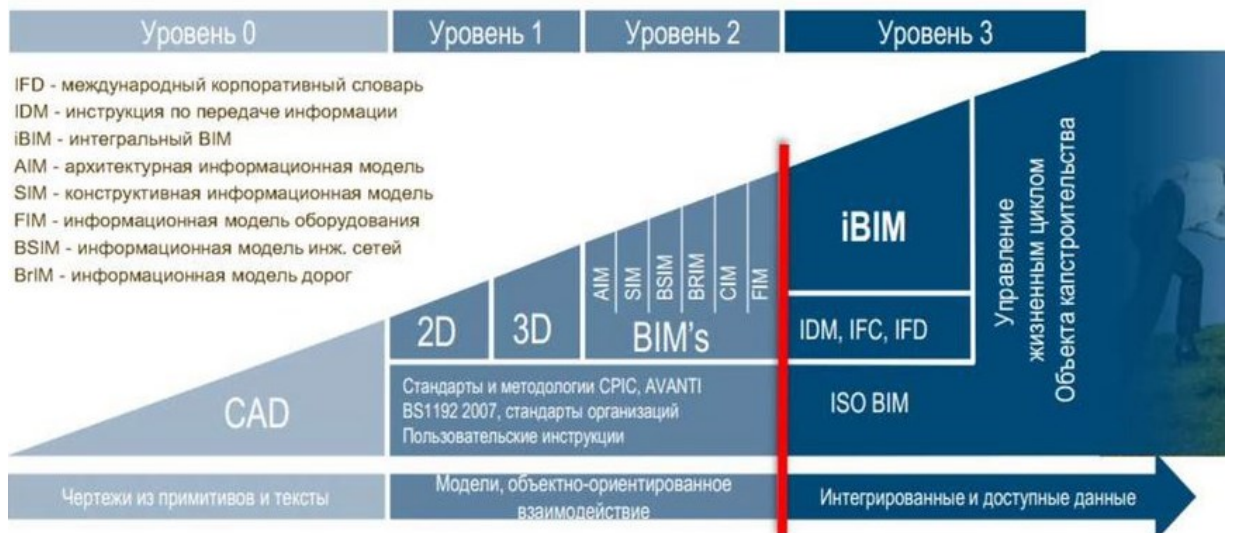 Уровень 0
Уровень 1
Уровень 2
Уровень 3
IFD - международный корпоративный словарь
IDM - инструкция по передаче информации
iBIM - интегральный BIM
AIM - архитектурная информационная модель
SIM - конструктивная информационная модель
FIM - информационная модель оборудования
BSIM - информационная модель инж. сетей
BrIM - информационная модель дорог
CAD
2D
3D
AIM
SIM
BSIM
BRIM
CIM
FIM
BIM's
iBIM
IDM, IFC, IFD
ISO BIM
Управление
жизненным циклом
Объекта капстроительства
Стандарты и методологии CPIC, AVANTI
BS1192 2007, стандарты организаций
Пользовательские инструкции
Чертежи из примитивов и тексты
Модели, объектно-ориентированное
взаимодействие
Интегрированные и доступные данные